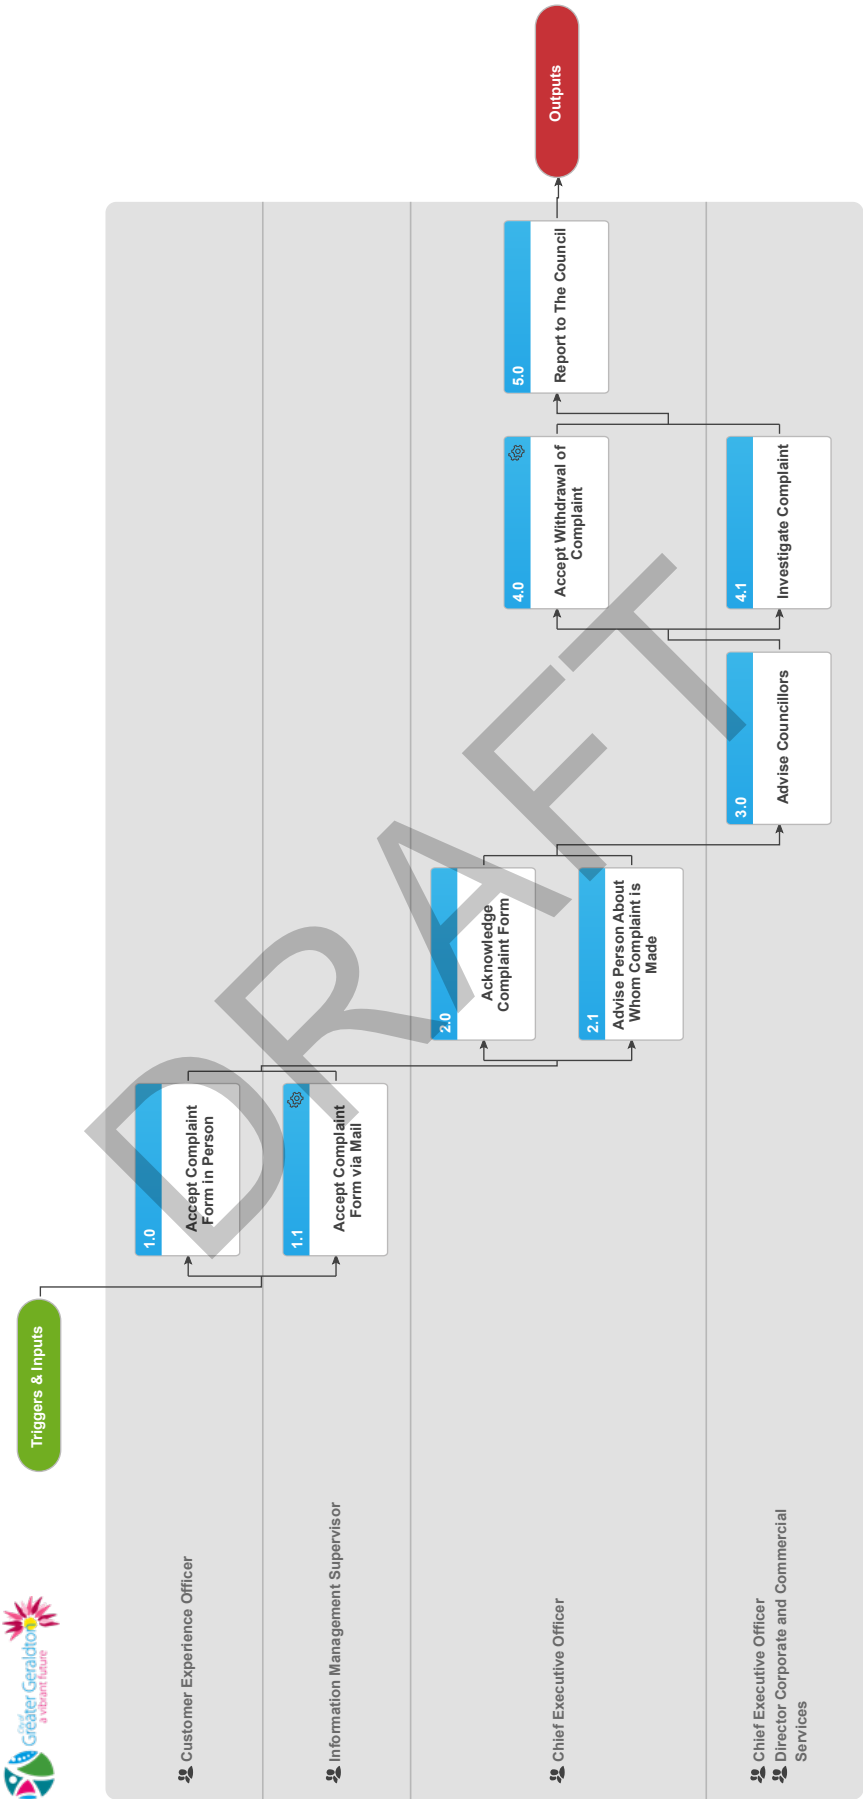 City of
Greater Geraldton
a vibrant future
Triggers & Inputs
Customer Experience Officer
1.0
Accept Complaint
Form in Person
Information Management Supervisor
1.1
Accept Complaint
Form via Mail
Chief Executive Officer
2.0
Acknowledge
Complaint Form
2.1
Advise Person About
Whom Complaint is
Made
4.0
Accept Withdrawal of
Complaint
5.0
Report to The Council
Outputs
Chief Executive Officer
Director Corporate and Commercial
Services
3.0
Advise Councillors
4.1
Investigate Complaint
DRAFT